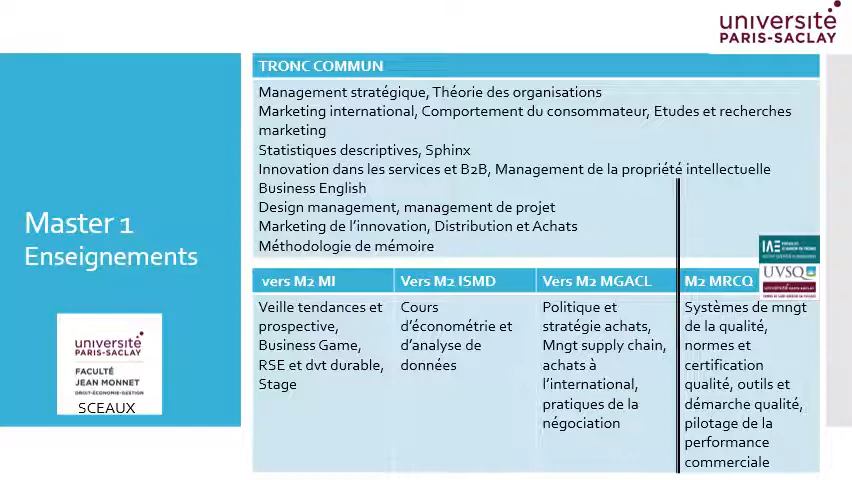 université
PARIS-SACLAY
Master 1
Enseignements
université
PARIS-SACLAY
FACULTÉ
JEAN MONNET
DROIT-ÉCONOMIE-GESTION
SCEAUX
TRONC COMMUN
Management stratégique, Théorie des organisations
Marketing international, Comportement du consommateur, Etudes et recherches
marketing
Statistiques descriptives, Sphinx
Innovation dans les services et B2B, Management de la propriété intellectuelle
Business English
Design management, management de projet
Marketing de l’innovation, Distribution et Achats
Méthodologie de mémoire
IAE
UVSQ
vers M2 MI
Veille tendances et
prospective,
Business Game,
RSE et dvt durable,
Stage
Vers M2 ISMD
Cours
d’économétrie et
d’analyse de
données
Vers M2 MGACL
Politique et
stratégie achats,
Mngt supply chain,
achats à
l’international,
pratiques de la
négociation
M2 MRCQ
Systèmes de mngt
de la qualité,
normes et
certification
qualité, outils et
démarche qualité,
pilotage de la
performance
commerciale